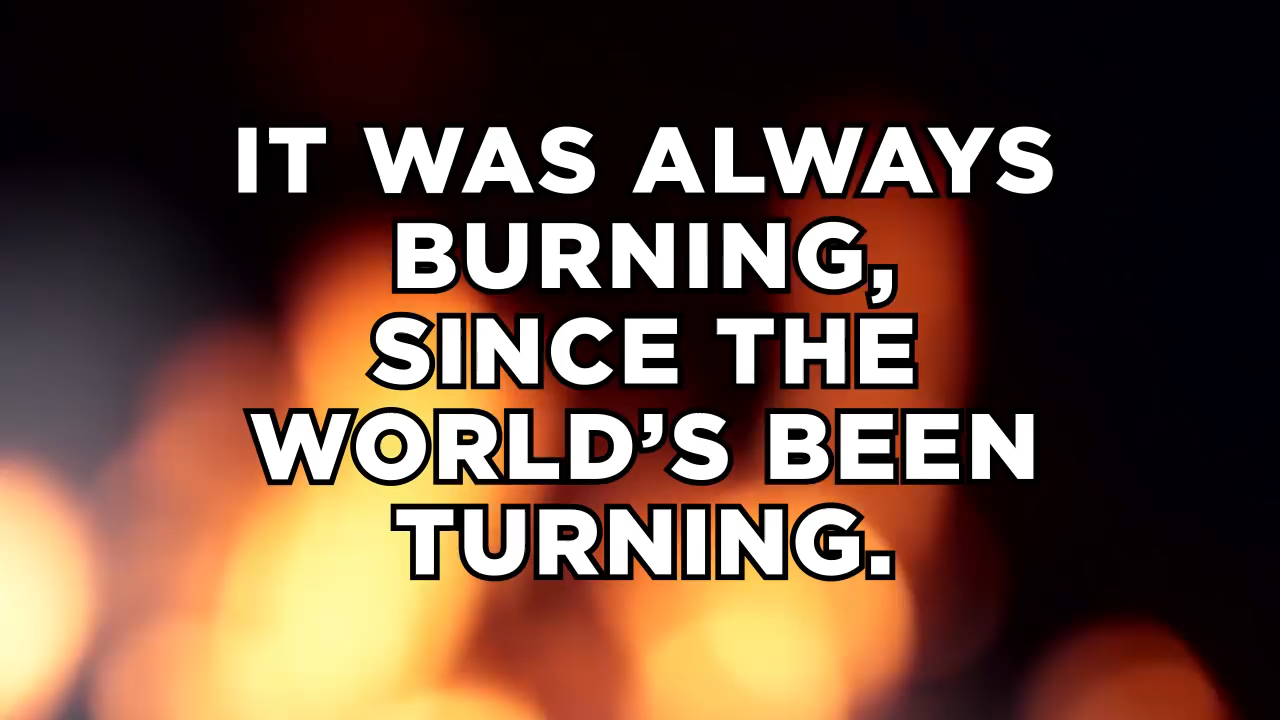 IT WAS ALWAYS
BURNING,
SINCE THE
WORLD’S BEEN
TURNING.